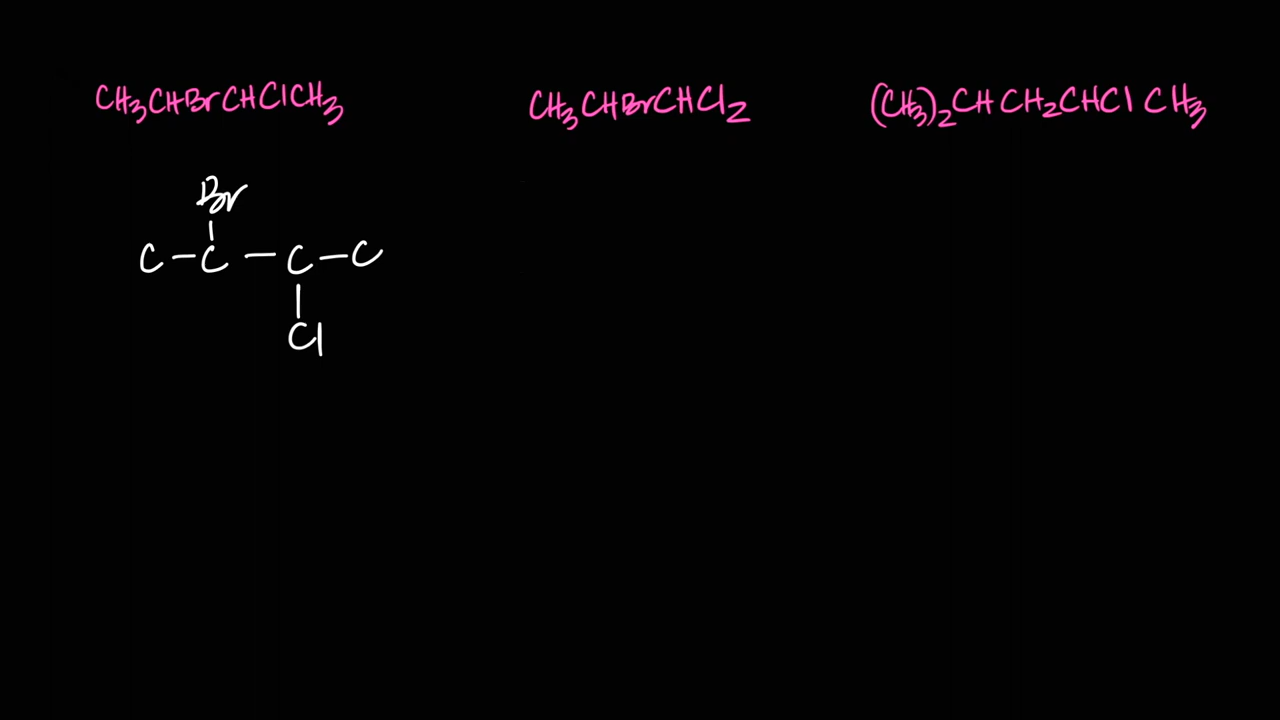 CH₃CHBrCHClCH₃ CH₃CHBrCHCl₂ (CH₃)₂CHCH₂CHClCH₃
Br
C-C-C-C
Cl